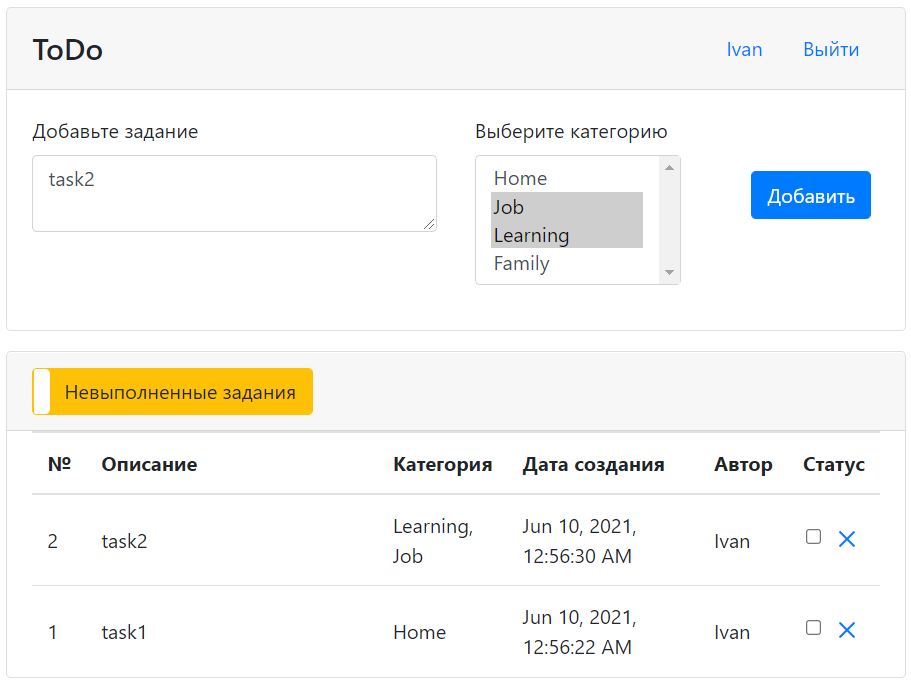 ToDo Ivan Выйти
Добавьте задание Выберите категорию
task2
Home
Job
Learning
Family
Добавить
Невыполненные задания
№ Описание Категория Дата создания Автор Статус
2 task2 Learning, Job Jun 10, 2021, 12:56:30 AM Ivan
1 task1 Home Jun 10, 2021, 12:56:22 AM Ivan